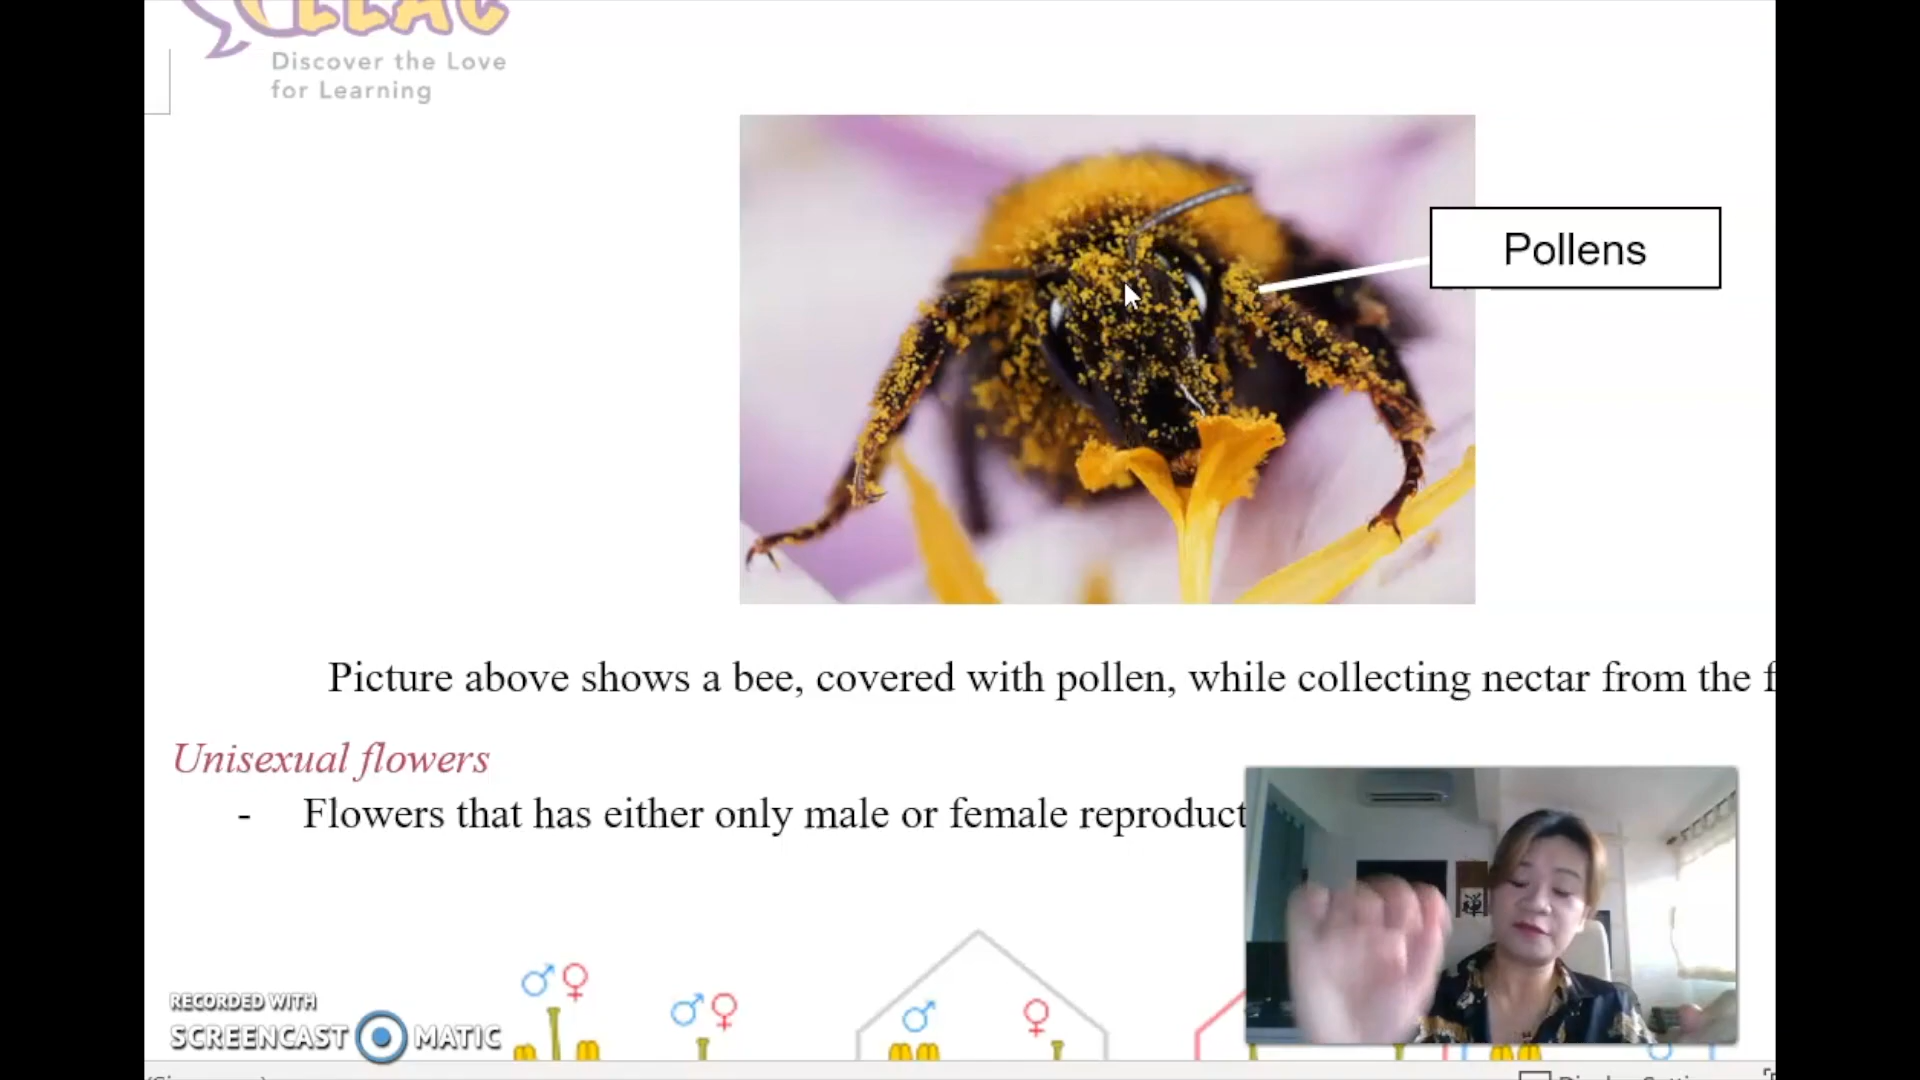 Discover the Love
for Learning
Pollens
Picture above shows a bee, covered with pollen, while collecting nectar from the
Unisexual flowers
- Flowers that has either only male or female reproduct
RECORDED WITH
SCREENCAST MATIC